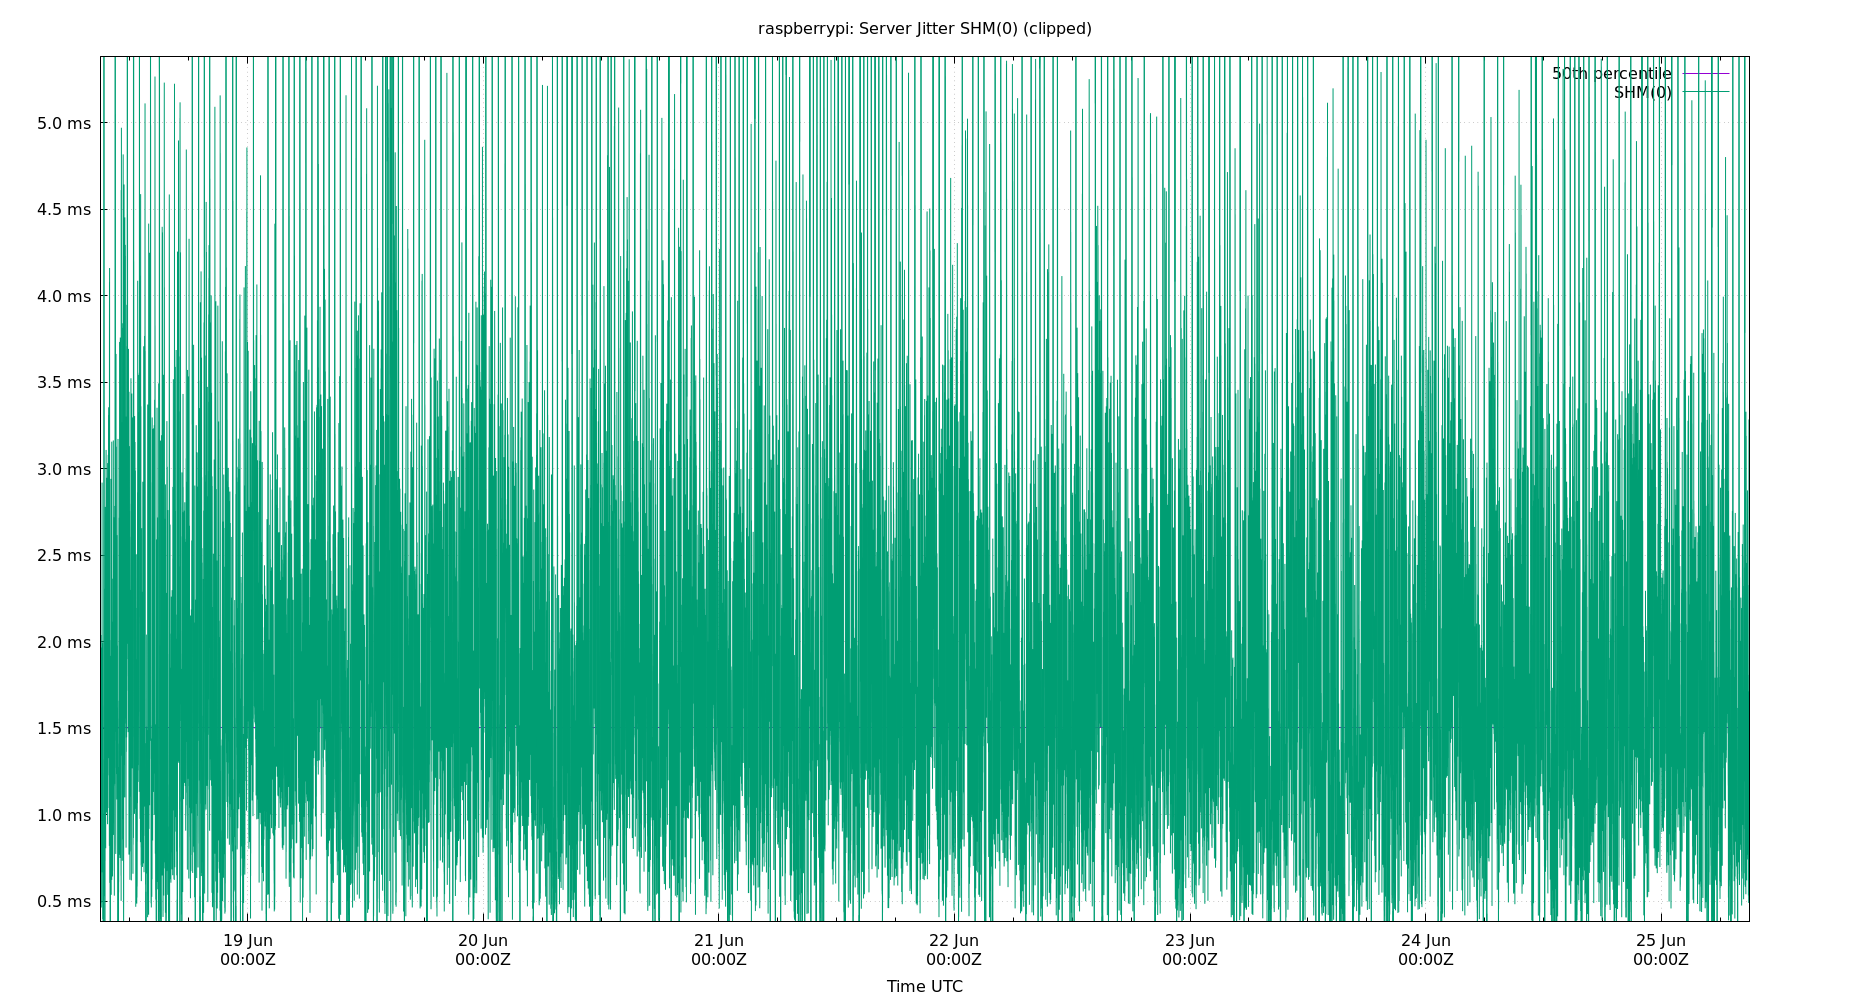 raspberrypi: Server Jitter SHM(0) (clipped)
50th percentile
SHM(0)
5.0 ms
4.5 ms
4.0 ms
3.5 ms
3.0 ms
2.5 ms
2.0 ms
1.5 ms
1.0 ms
0.5 ms
19 Jun 20 Jun 21 Jun 22 Jun 23 Jun 24 Jun 25 Jun
00:00Z 00:00Z 00:00Z 00:00Z 00:00Z 00:00Z 00:00Z
Time UTC